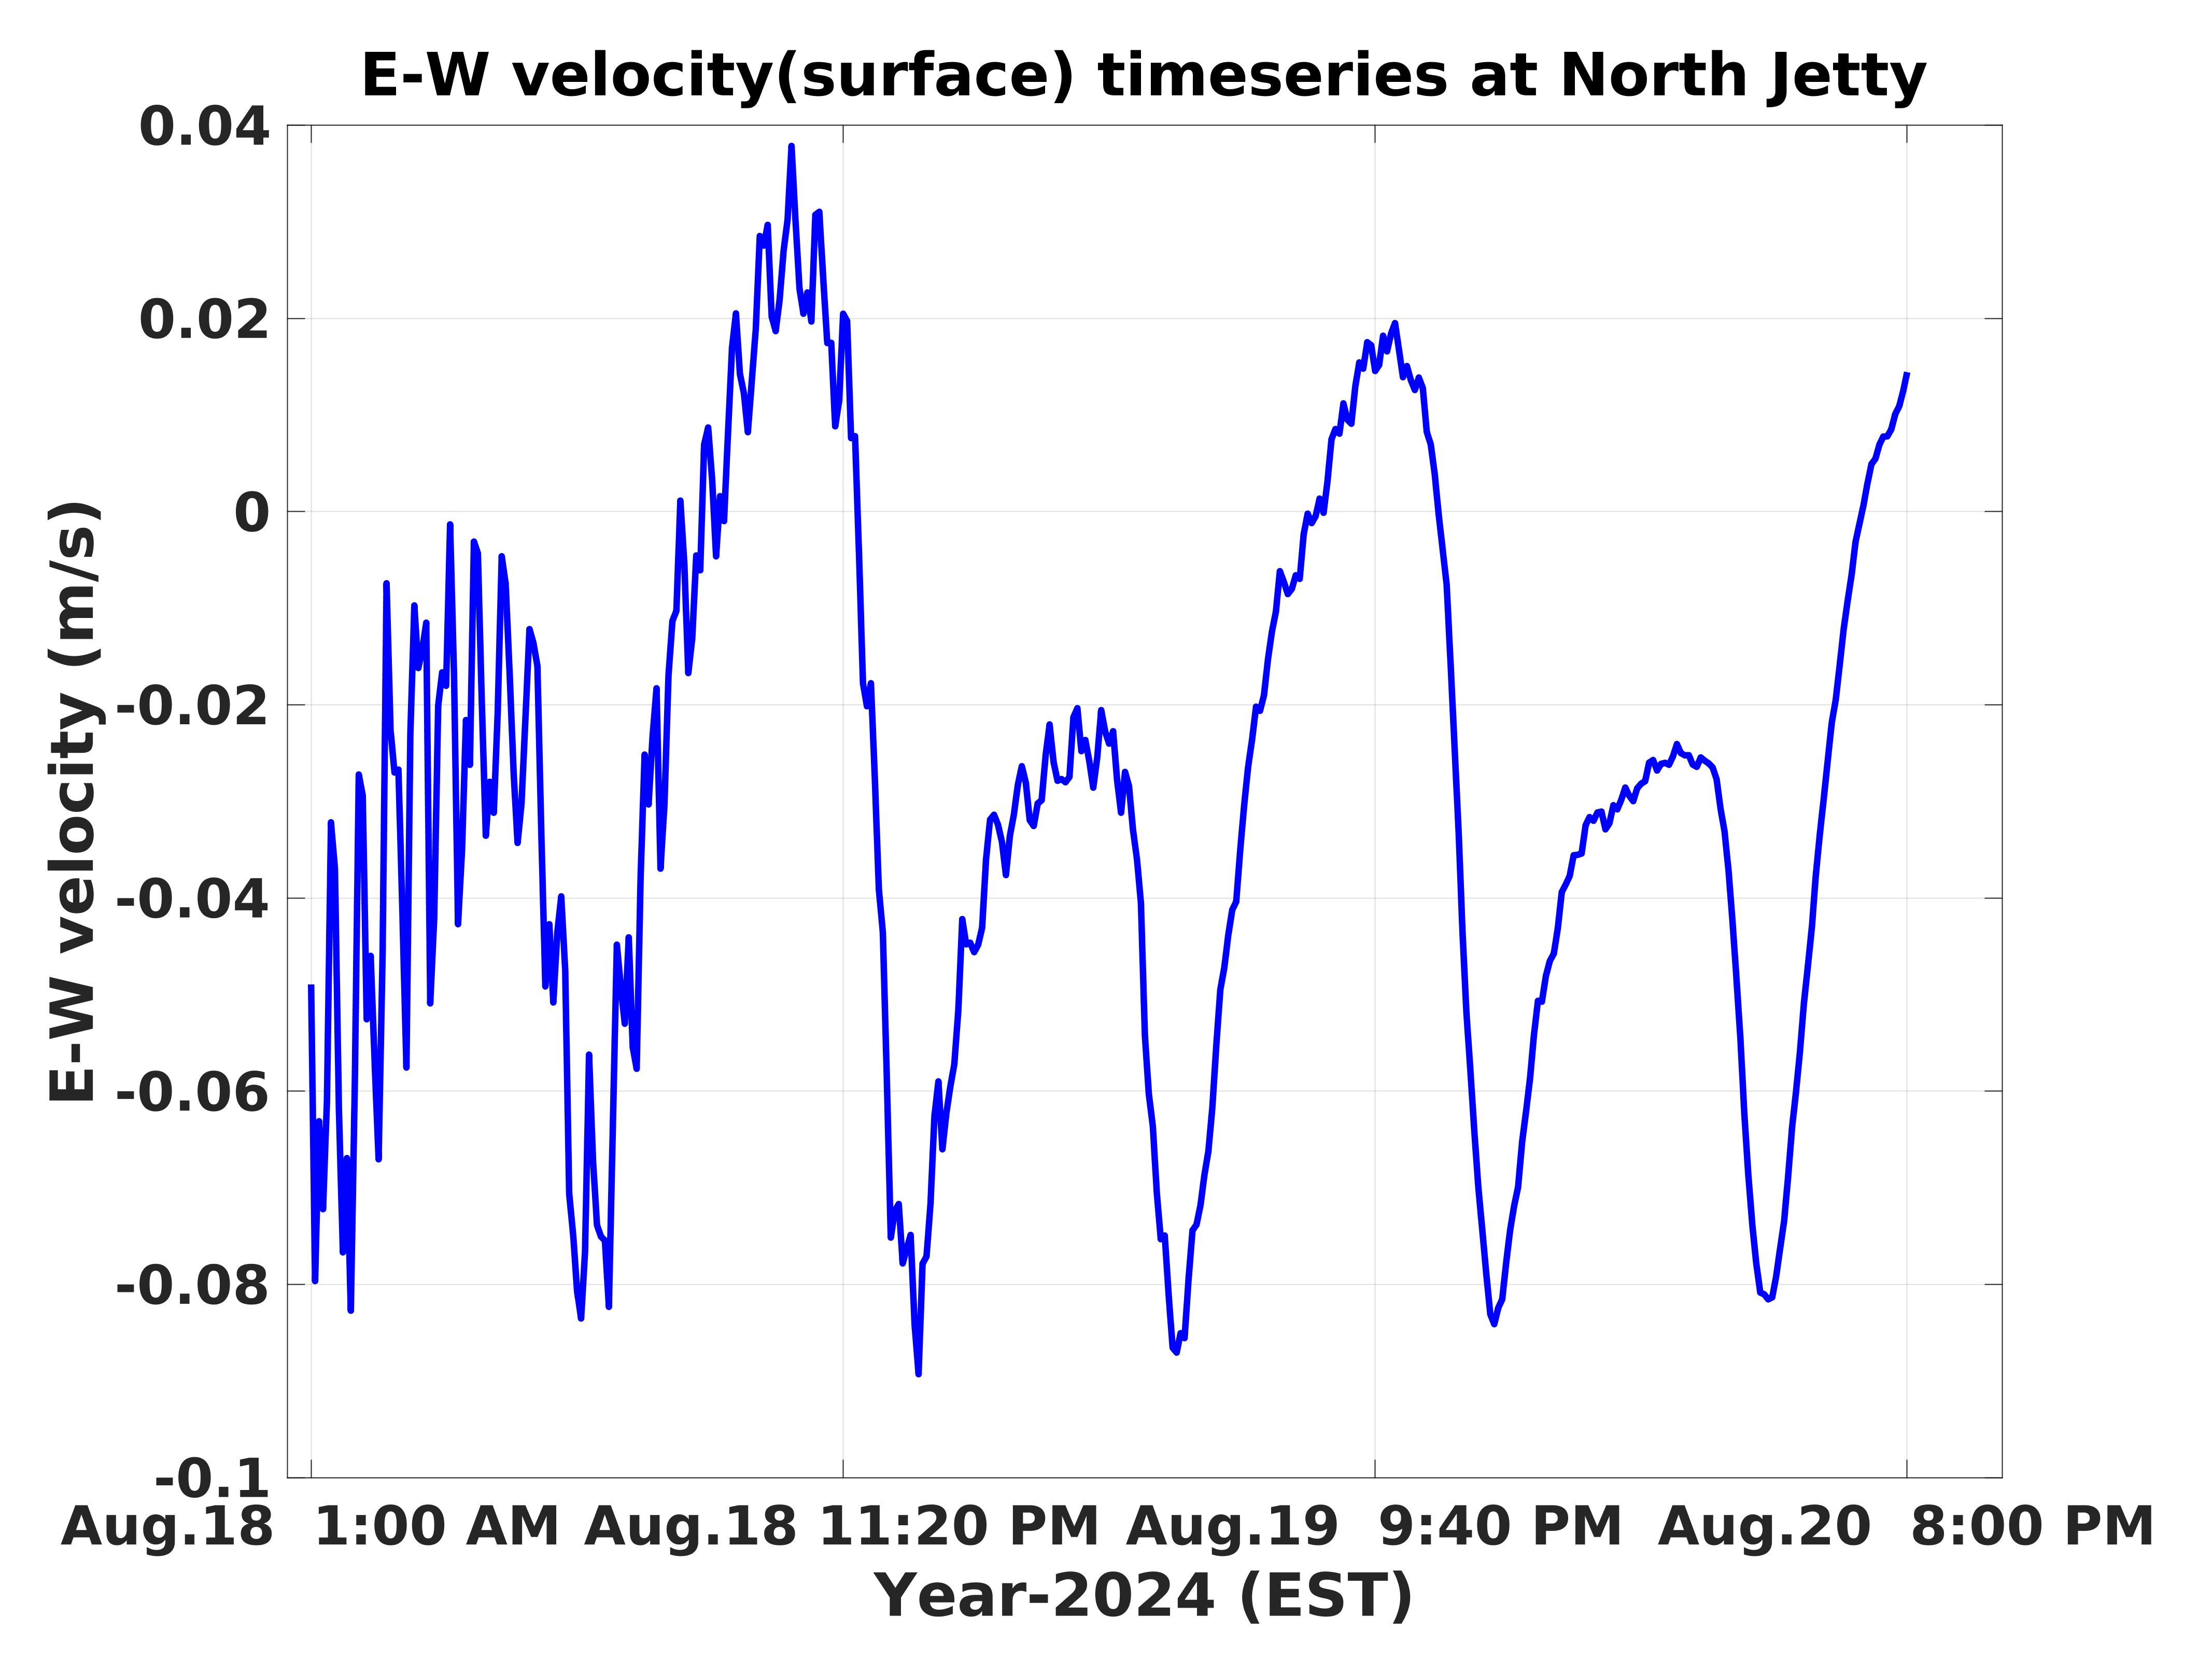 E-W velocity(surface) timeseries at North Jetty
0.04
0.02
0
-0.02
-0.04
-0.06
-0.08
-0.1
E-W velocity (m/s)
Aug.18 1:00 AM Aug.18 11:20 PM Aug.19 9:40 PM Aug.20 8:00 PM
Year-2024 (EST)